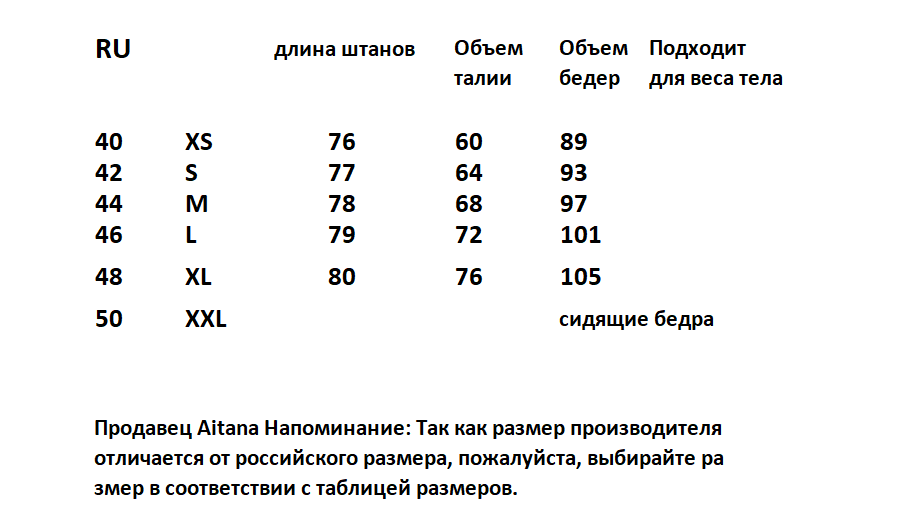 RU длина штанов Объем талии Объем бедер Подходит для веса тела
40 XS 76 60 89
42 S 77 64 93
44 M 78 68 97
46 L 79 72 101
48 XL 80 76 105
50 XXL сидящие бедра
Продавец Aitana Напоминание: Так как размер производителя
отличается от российского размера, пожалуйста, выбирайте ра
змер в соответствии с таблицей размеров.